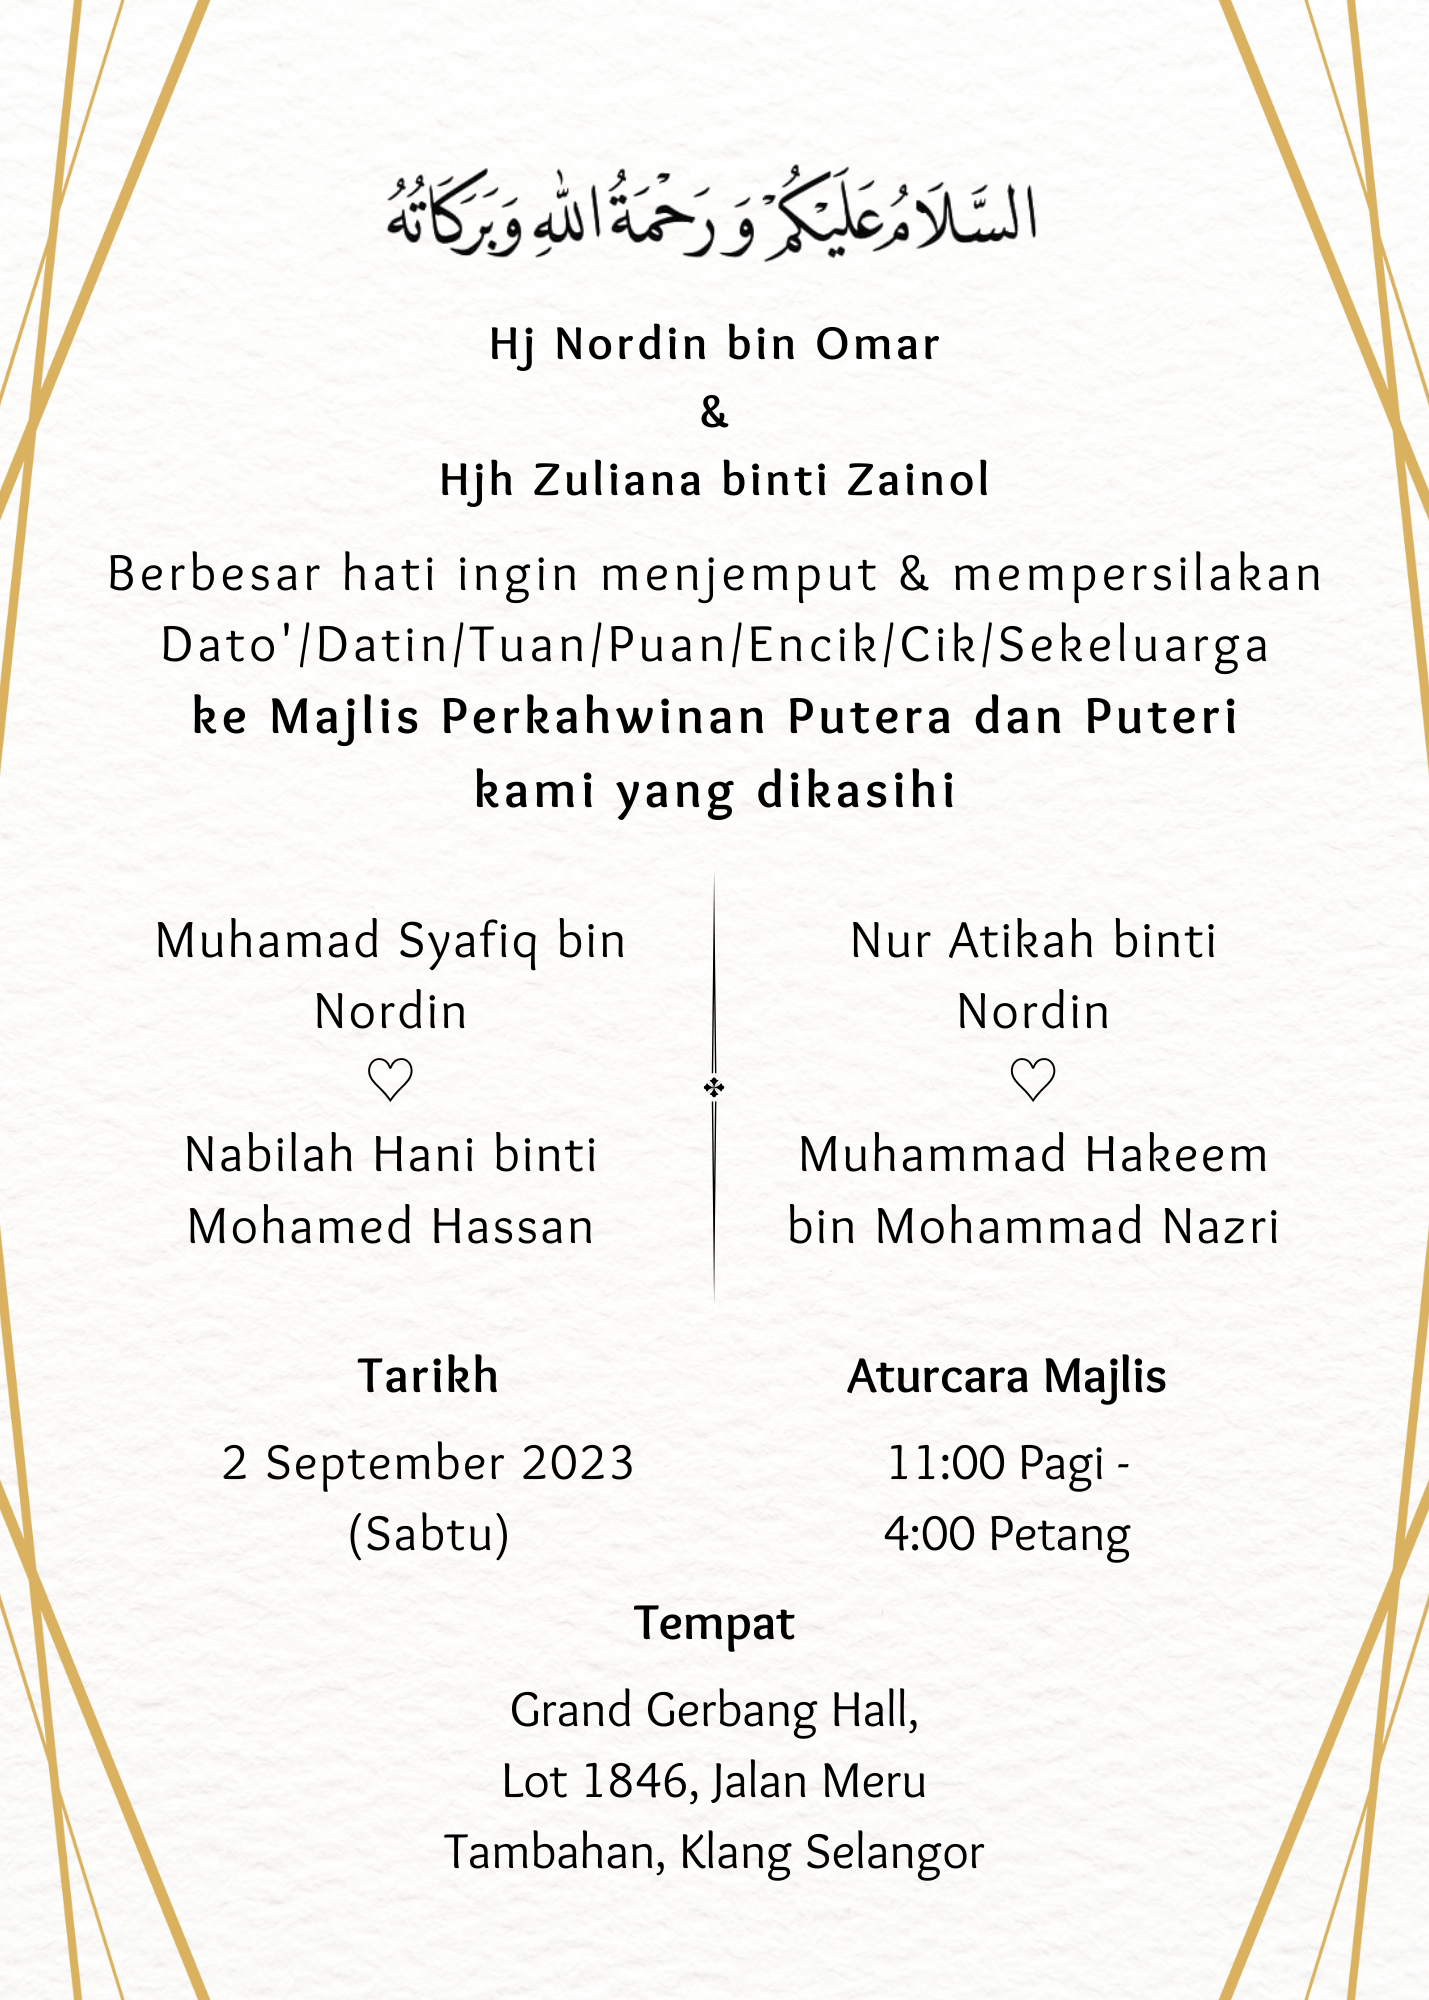 السَّلَامُ عَلَيْكُمْ وَ رَحْمَةُ اللهِ وَبَرَكَاتُهُ
Hj Nordin bin Omar
&
Hjh Zuliana binti Zainol
Berbesar hati ingin menjemput & mempersilakan
Dato'/Datin/Tuan/Puan/Encik/Cik/Sekeluarga
ke Majlis Perkahwinan Putera dan Puteri
kami yang dikasihi
Muhamad Syafiq bin
Nordin
♡
Nabilah Hani binti
Mohamed Hassan
Nur Atikah binti
Nordin
♡
Muhammad Hakeem
bin Mohammad Nazri
Tarikh
2 September 2023
(Sabtu)
Aturcara Majlis
11:00 Pagi -
4:00 Petang
Tempat
Grand Gerbang Hall,
Lot 1846, Jalan Meru
Tambahan, Klang Selangor